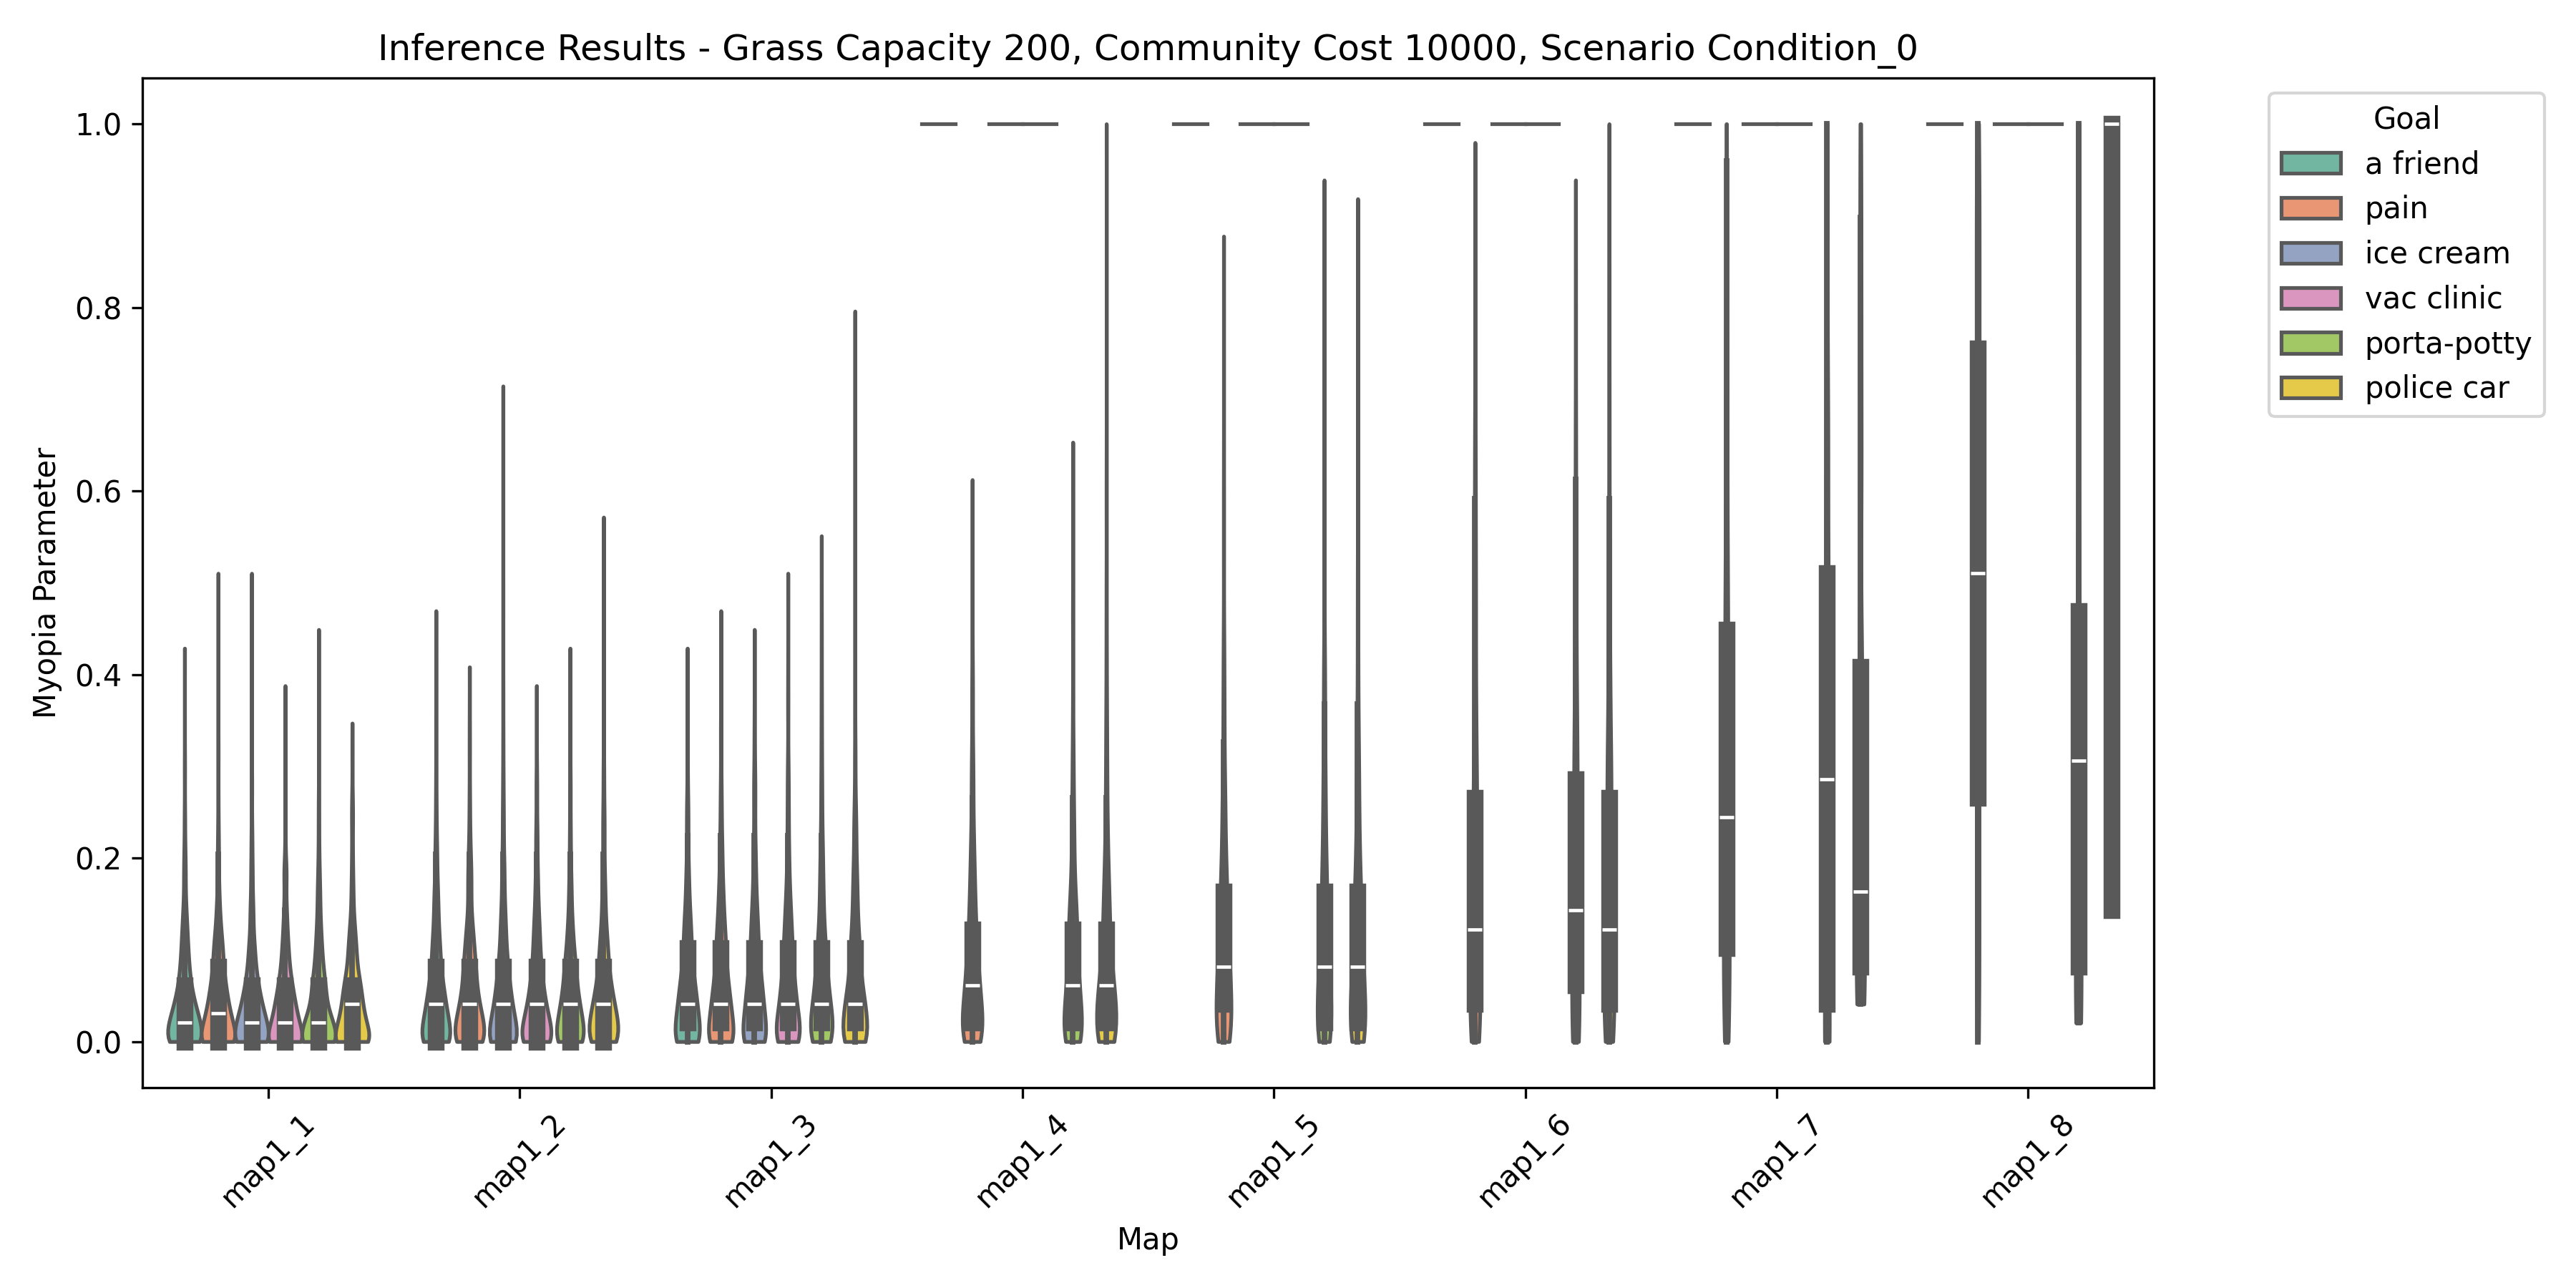 Inference Results - Grass Capacity 200, Community Cost 10000, Scenario Condition_0
Myopia Parameter
1.0
0.8
0.6
0.4
0.2
0.0
map1_1
map1_2
map1_3
map1_4
map1_5
map1_6
map1_7
map1_8
Map
Goal
a friend
pain
ice cream
vac clinic
porta-potty
police car